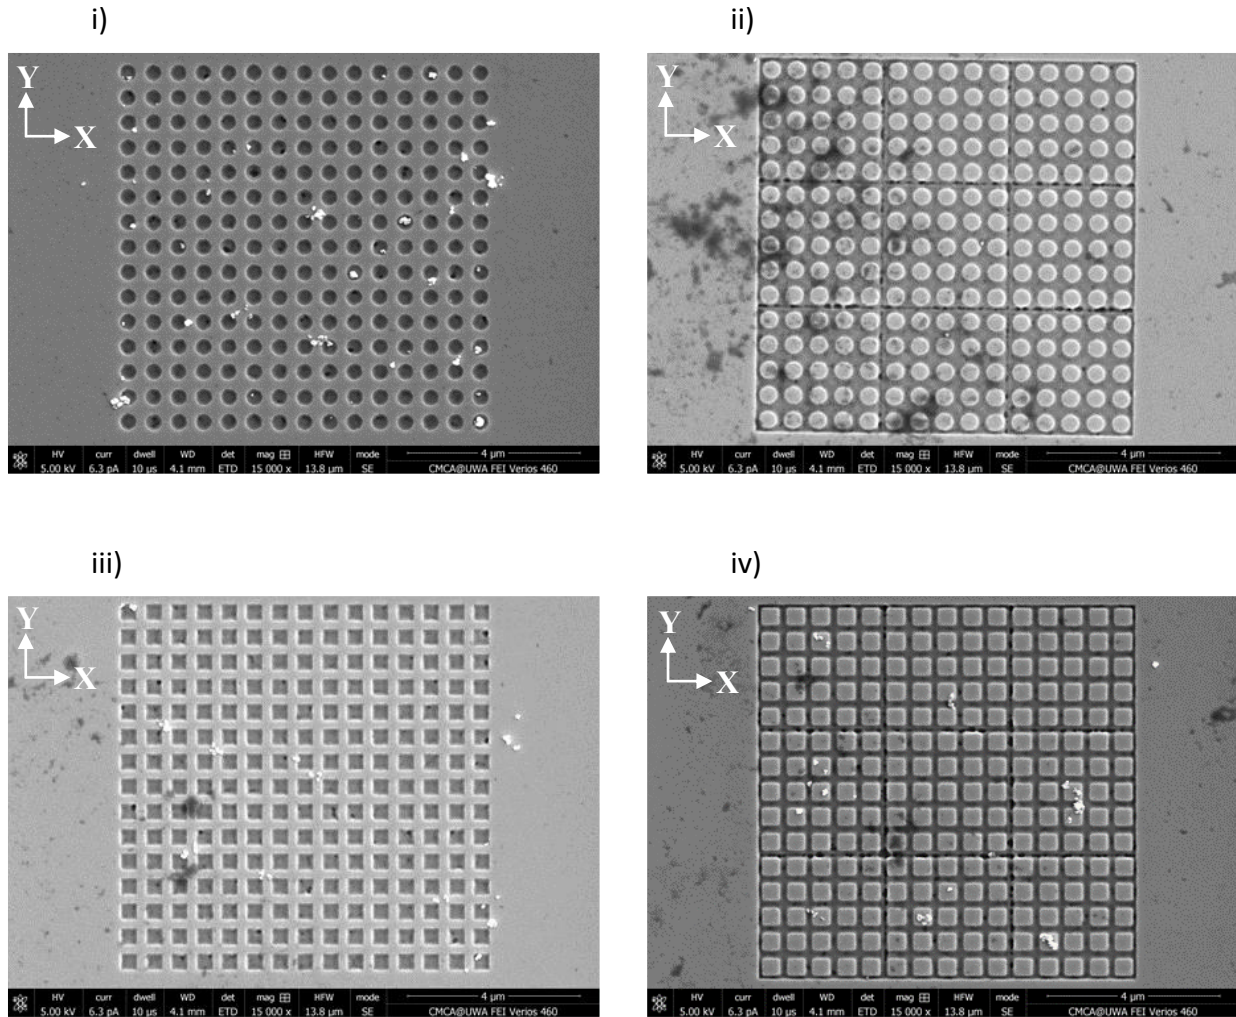 i)
ii)
Y
X
Y
X
HV curr dwell WD det mag HFW mode 4 µm
5.00 kV 6.3 pA 10 µs 4.1 mm ETD 15 000 x 13.8 µm SE CMCA@UWA FEI Verios 460
HV curr dwell WD det mag HFW mode 4 µm
5.00 kV 6.3 pA 10 µs 4.1 mm ETD 15 000 x 13.8 µm SE CMCA@UWA FEI Verios 460
iii)
iv)
Y
X
Y
X
HV curr dwell WD det mag HFW mode 4 µm
5.00 kV 6.3 pA 10 µs 4.1 mm ETD 15 000 x 13.8 µm SE CMCA@UWA FEI Verios 460
HV curr dwell WD det mag HFW mode 4 µm
5.00 kV 6.3 pA 10 µs 4.1 mm ETD 15 000 x 13.8 µm SE CMCA@UWA FEI Verios 460